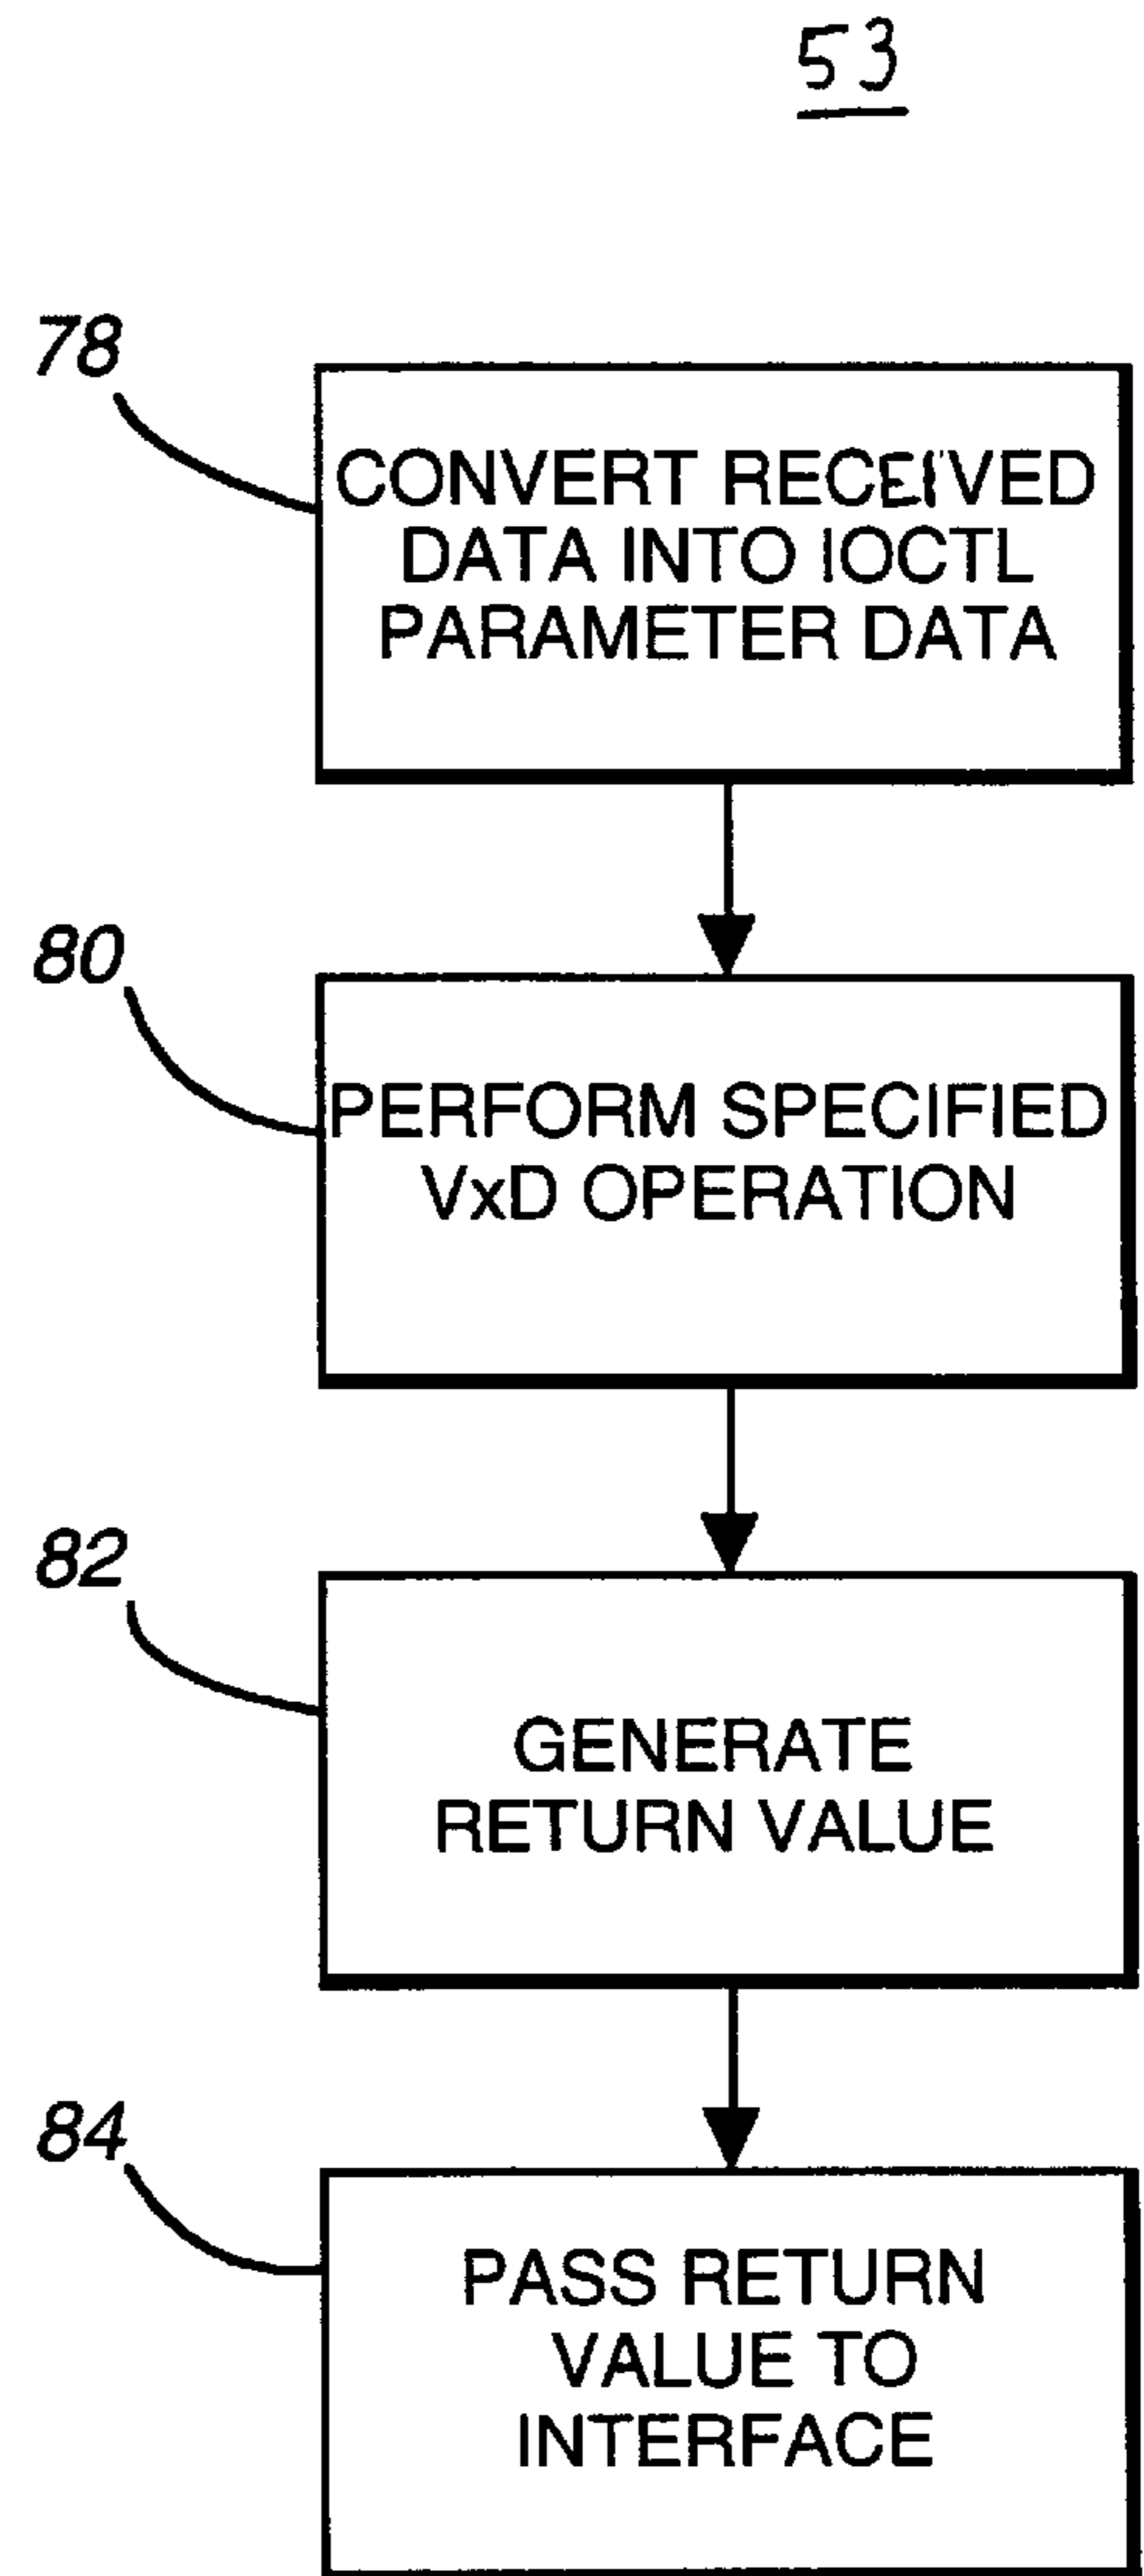 53
78
CONVERT RECEIVED
DATA INTO IOCTL
PARAMETER DATA
80
PERFORM SPECIFIED
VxD OPERATION
82
GENERATE
RETURN VALUE
84
PASS RETURN
VALUE TO
INTERFACE